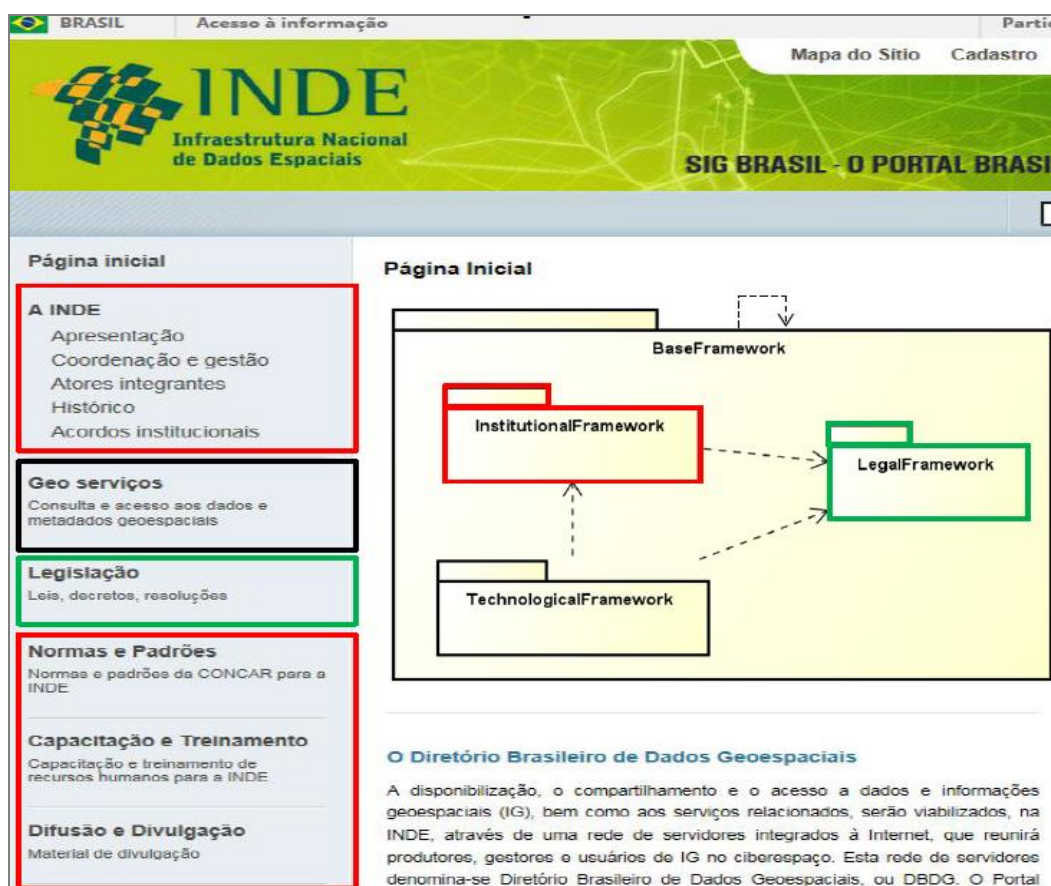 BRASIL Acesso à informação
Mapa do Sítio Cadastro
INDE
Infraestrutura Nacional
de Dados Espaciais
SIG BRASIL - O PORTAL
Página inicial
A INDE
Apresentação
Coordenação e gestão
Atores integrantes
Histórico
Acordos institucionais
Geo serviços
Consulta e acesso aos dados e
metadados geoespaciais
Legislação
Leis, decretos, resoluções
Normas e Padrões
Normas e padrões da CONCAR para a
INDE
Capacitação e Treinamento
Capacitação e treinamento de
recursos humanos para a INDE
Difusão e Divulgação
Material de divulgação
Página Inicial
BaseFramework
InstitutionalFramework
LegalFramework
TechnologicalFramework
O Diretório Brasileiro de Dados Geoespaciais
A disponibilização, o compartilhamento e o acesso a dados e informações
geoespaciais (IG), bem como aos serviços relacionados, serão viabilizados, na
INDE, através de uma rede de servidores integrados à Internet, que reunirá
produtores, gestores e usuários de IG no ciberespaço. Esta rede de servidores
denomina-se Diretório Brasileiro de Dados Geoespaciais, ou DBDG. O Portal